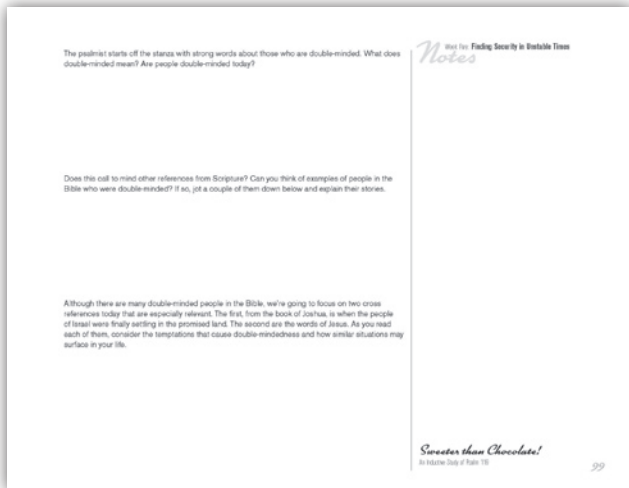 The psalmist starts off the stanza with strong words about those who are double-minded. What does
double-minded mean? Are people double-minded today?
Does this call to mind other references from Scripture? Can you think of examples of people in the
Bible who were double-minded? If so, jot a couple of them down below and explain their stories.
Although there are many double-minded people in the Bible, we're going to focus on two cross
references today that are especially relevant. The first, from the book of Joshua, is when the people
of Israel were finally settling in the promised land. The second are the words of Jesus. As you read
each of them, consider the temptations that cause double-mindedness and how similar situations may
surface in your life.
Week Five: Finding Security in Unstable Times
Notes
Sweeter than Chocolate!
An Inductive Study of Psalm 119
99